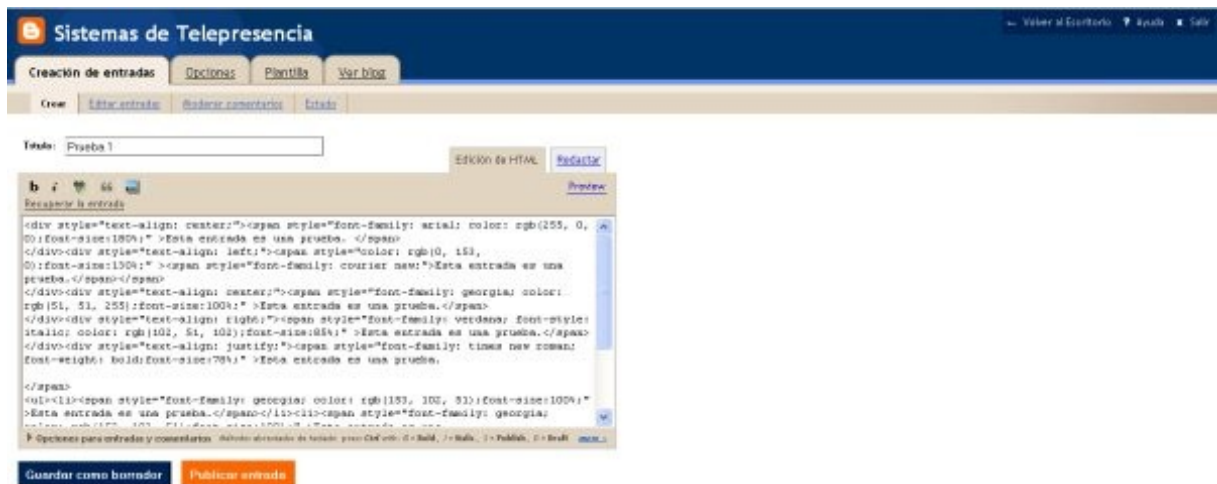 Volver al Escritorio ? Ayuda x Salir
Sistemas de Telepresencia
Creación de entradas Opciones Plantilla Ver blog
Crear Editar entradas Moderar comentarios Estado
Título: Prueba 1
Edición de HTML Redactar
b i Preview
Recuperar la entrada
<div style="text-align: center;"><span style="font-family: arial; color: rgb(255, 0,
0);font-size:180%;" >Esta entrada es una prueba. </span>
</div><div style="text-align: left;"><span style="color: rgb(0, 153,
0);font-size:130%;" ><span style="font-family: courier new;">Esta entrada es una
prueba.</span></span>
</div><div style="text-align: center;"><span style="font-family: georgia; color:
rgb(51, 51, 255);font-size:100%;" >Esta entrada es una prueba.</span>
</div><div style="text-align: right;"><span style="font-family: verdana; font-style:
italic; color: rgb(102, 51, 102);font-size:85%;" >Esta entrada es una prueba.</span>
</div><div style="text-align: justify;"><span style="font-family: times new roman;
font-weight: bold;font-size:78%;" >Esta entrada es una prueba.
</span>
<ul><li><span style="font-family: georgia; color: rgb(153, 102, 51);font-size:100%;"
>Esta entrada es una prueba.</span></li><li><span style="font-family: georgia;
Opciones para entradas y comentarios
Guardar como borrador Publicar entrada